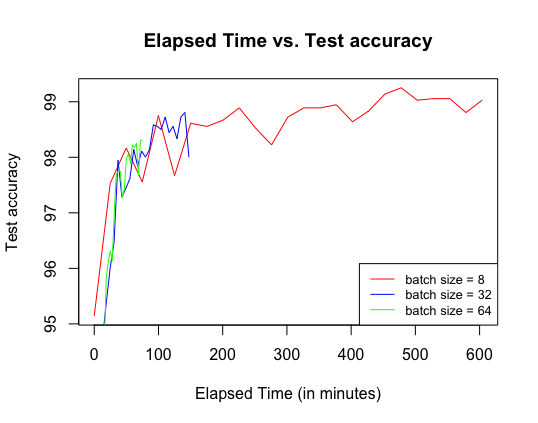 Elapsed Time vs. Test accuracy
Test accuracy
99
98
97
96
95
batch size = 8
batch size = 32
batch size = 64
0 100 200 300 400 500 600
Elapsed Time (in minutes)